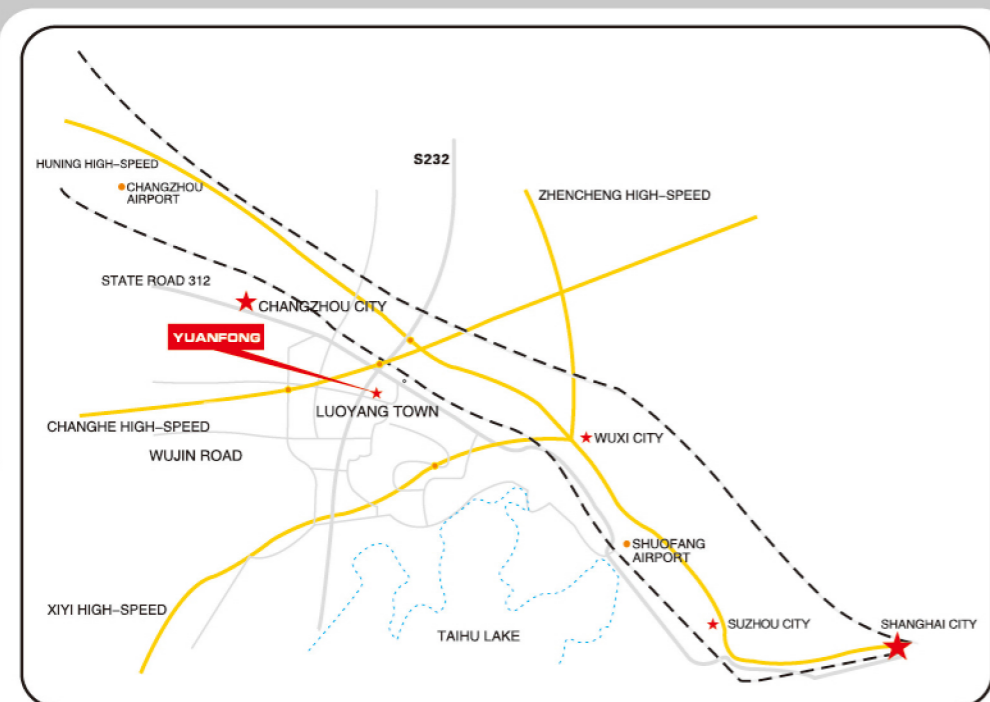 S232
HUNING HIGH-SPEED
CHANGZHOU
AIRPORT
ZHENCHENG HIGH-SPEED
STATE ROAD 312
CHANGZHOU CITY
YUANFONG
LUOYANG TOWN
CHANGHE HIGH-SPEED
WUXI CITY
WUJIN ROAD
SHUOFANG
AIRPORT
XIYI HIGH-SPEED
SUZHOU CITY
SHANGHAI CITY
TAIHU LAKE